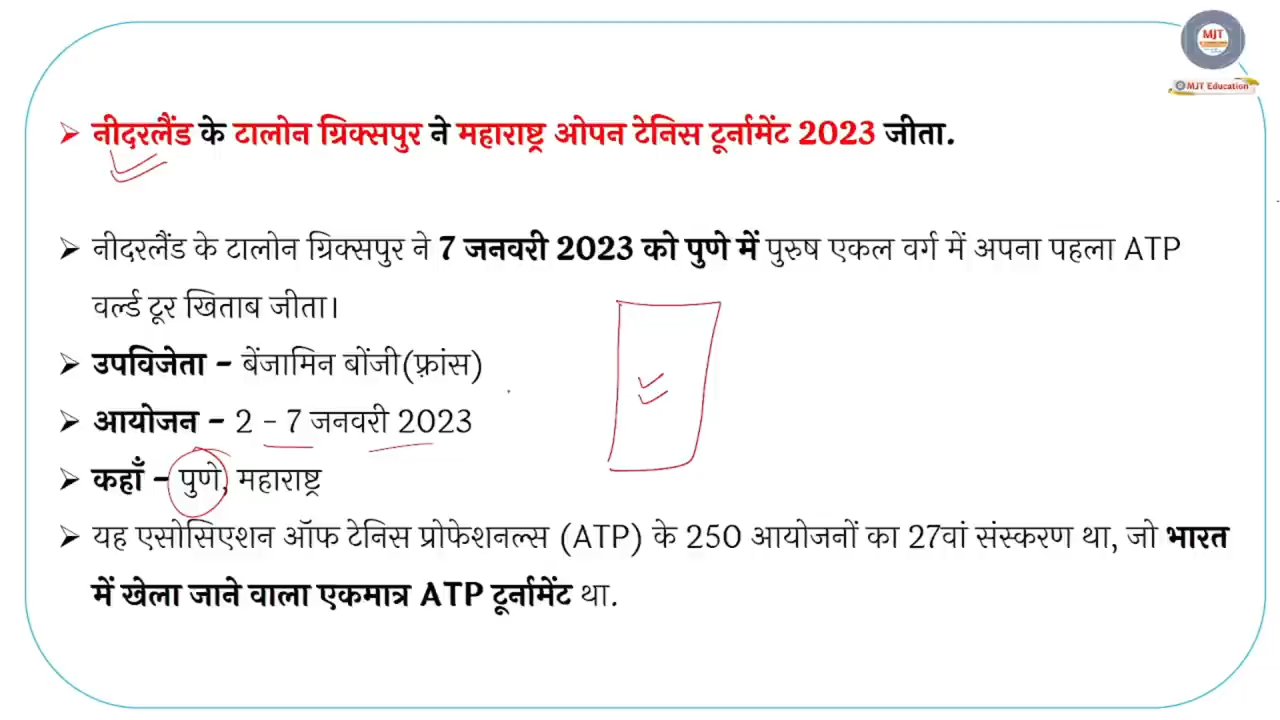 MJT
MJT Education
➢ नीदरलैंड के टालोन ग्रिक्सपुर ने महाराष्ट्र ओपन टेनिस टूर्नामेंट 2023 जीता.
➢ नीदरलैंड के टालोन ग्रिक्सपुर ने 7 जनवरी 2023 को पुणे में पुरुष एकल वर्ग में अपना पहला ATP
वर्ल्ड टूर खिताब जीता।
➢ उपविजेता – बेंजामिन बोंजी(फ़्रांस)
➢ आयोजन – 2 – 7 जनवरी 2023
➢ कहाँ – पुणे, महाराष्ट्र
➢ यह एसोसिएशन ऑफ टेनिस प्रोफेशनल्स (ATP) के 250 आयोजनों का 27वां संस्करण था, जो भारत
में खेला जाने वाला एकमात्र ATP टूर्नामेंट था.